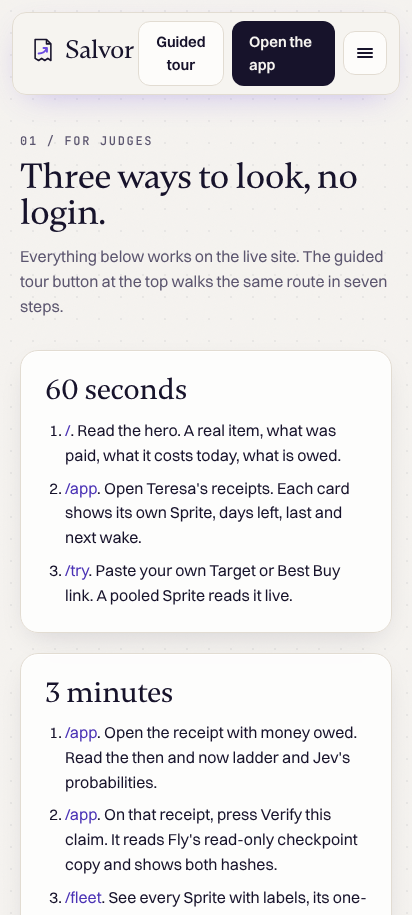 Salvor
Guided
tour
Open the
app
01 / FOR JUDGES
Three ways to look, no
login.
Everything below works on the live site. The guided
tour button at the top walks the same route in seven
steps.
60 seconds
1. /. Read the hero. A real item, what was
paid, what it costs today, what is owed.
2. /app. Open Teresa's receipts. Each card
shows its own Sprite, days left, last and
next wake.
3. /try. Paste your own Target or Best Buy
link. A pooled Sprite reads it live.
3 minutes
1. /app. Open the receipt with money owed.
Read the then and now ladder and Jev's
probabilities.
2. /app. On that receipt, press Verify this
claim. It reads Fly's read-only checkpoint
copy and shows both hashes.
3. /fleet. See every Sprite with labels, its one-